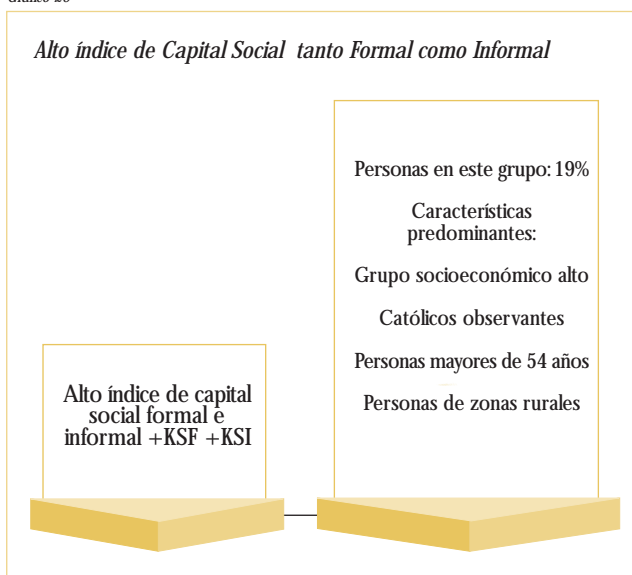 Alto índice de Capital Social tanto Formal como Informal
Personas en este grupo: 19%
Características
predominantes:
Grupo socioeconómico alto
Católicos observantes
Personas mayores de 54 años
Personas de zonas rurales
Alto índice de capital
social formal e
informal +KSF +KSI